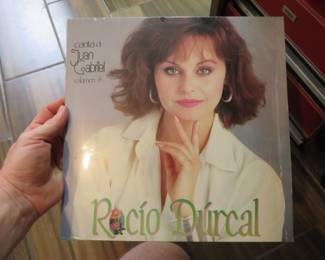 canta a
Juan
Gabriel
volumen 6
Rocío Dúrcal